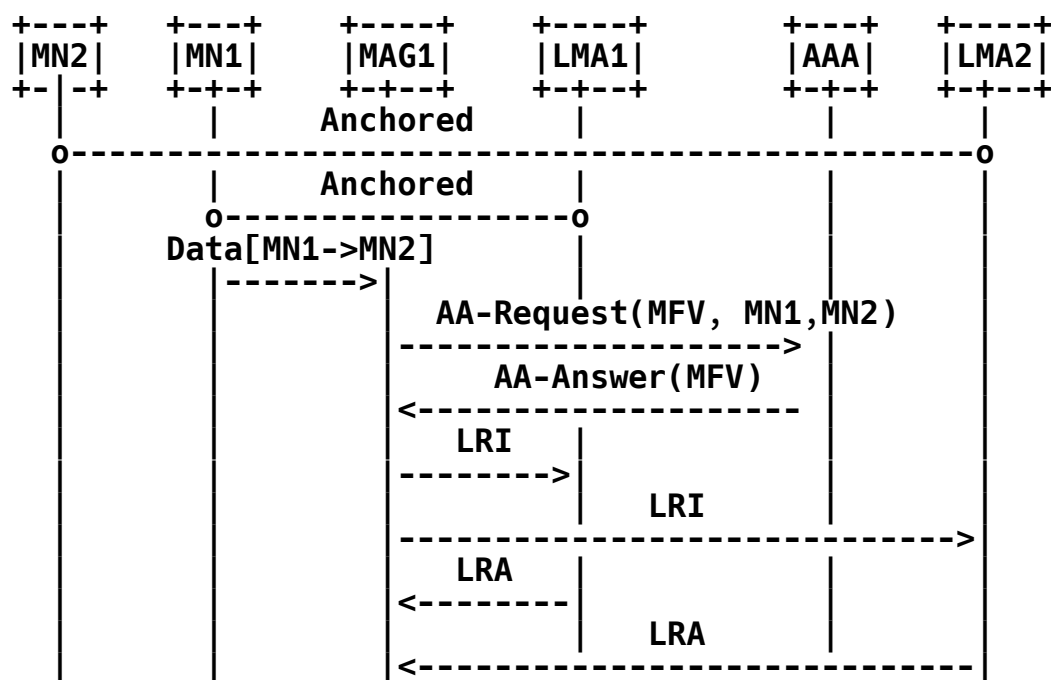 +---+   +---+    +----+    +----+       +---+   +----+
|MN2|   |MN1|    |MAG1|    |LMA1|       |AAA|   |LMA2|
+-|-+   +-+-+    +-+--+    +-+--+       +-+-+   +-+--+
  |       |     Anchored     |            |       |
  o-----------------------------------------------o
  |       |     Anchored     |            |       |
  |       o------------------o            |       |
  |     Data[MN1->MN2]       |            |       |
  |       |------->|         |            |       |
  |       |        |  AA-Request(MFV, MN1,MN2)    |
  |       |        |-------------------->         |
  |       |        |     AA-Answer(MFV)   |       |
  |       |        |<--------------------         |
  |       |        |   LRI   |            |       |
  |       |        |-------->|            |       |
  |       |        |         |   LRI      |       |
  |       |        |----------------------------->|
  |       |        |   LRA   |            |       |
  |       |        |<--------|            |       |
  |       |        |         |   LRA      |       |
  |       |        |<-----------------------------|